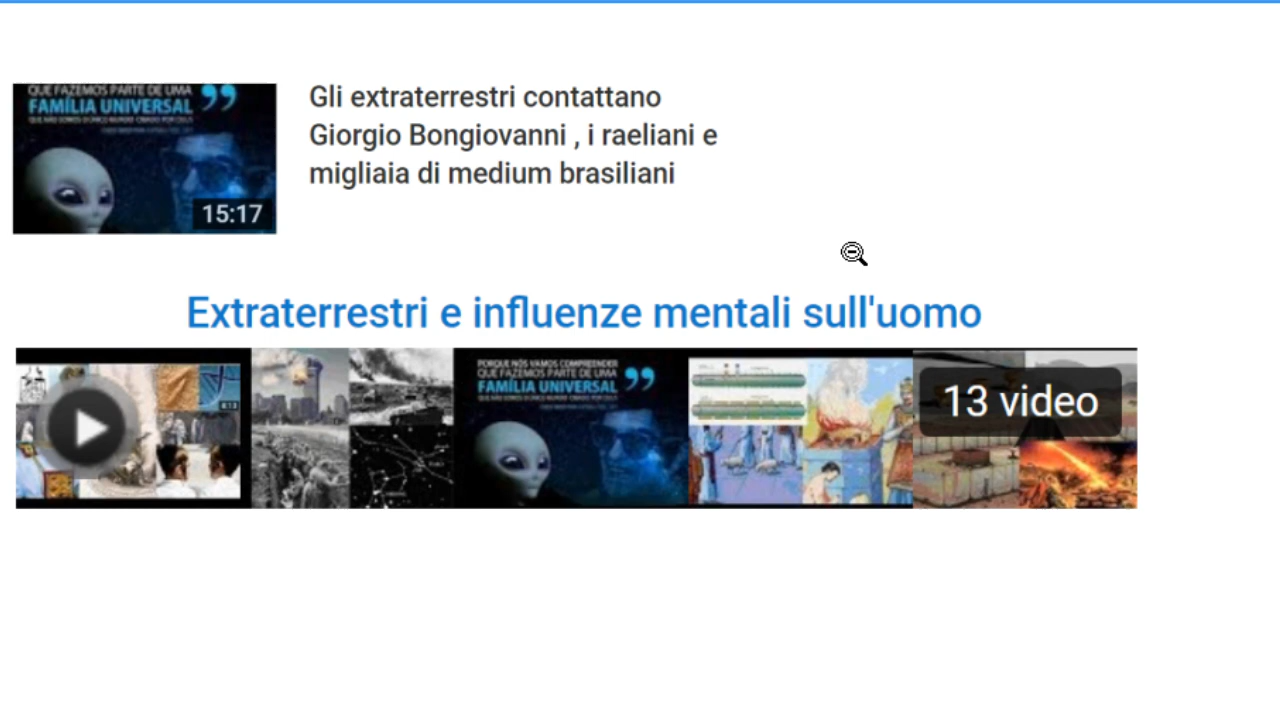 QUE FAZEMOS PARTE DE UMA
FAMÍLIA UNIVERSAL ”
15:17
Gli extraterrestri contattano
Giorgio Bongiovanni , i raeliani e
migliaia di medium brasiliani
Extraterrestri e influenze mentali sull'uomo
PORQUE NÓS VAMOS COMPREENDER
QUE FAZEMOS PARTE DE UMA
FAMÍLIA UNIVERSAL ”
13 video